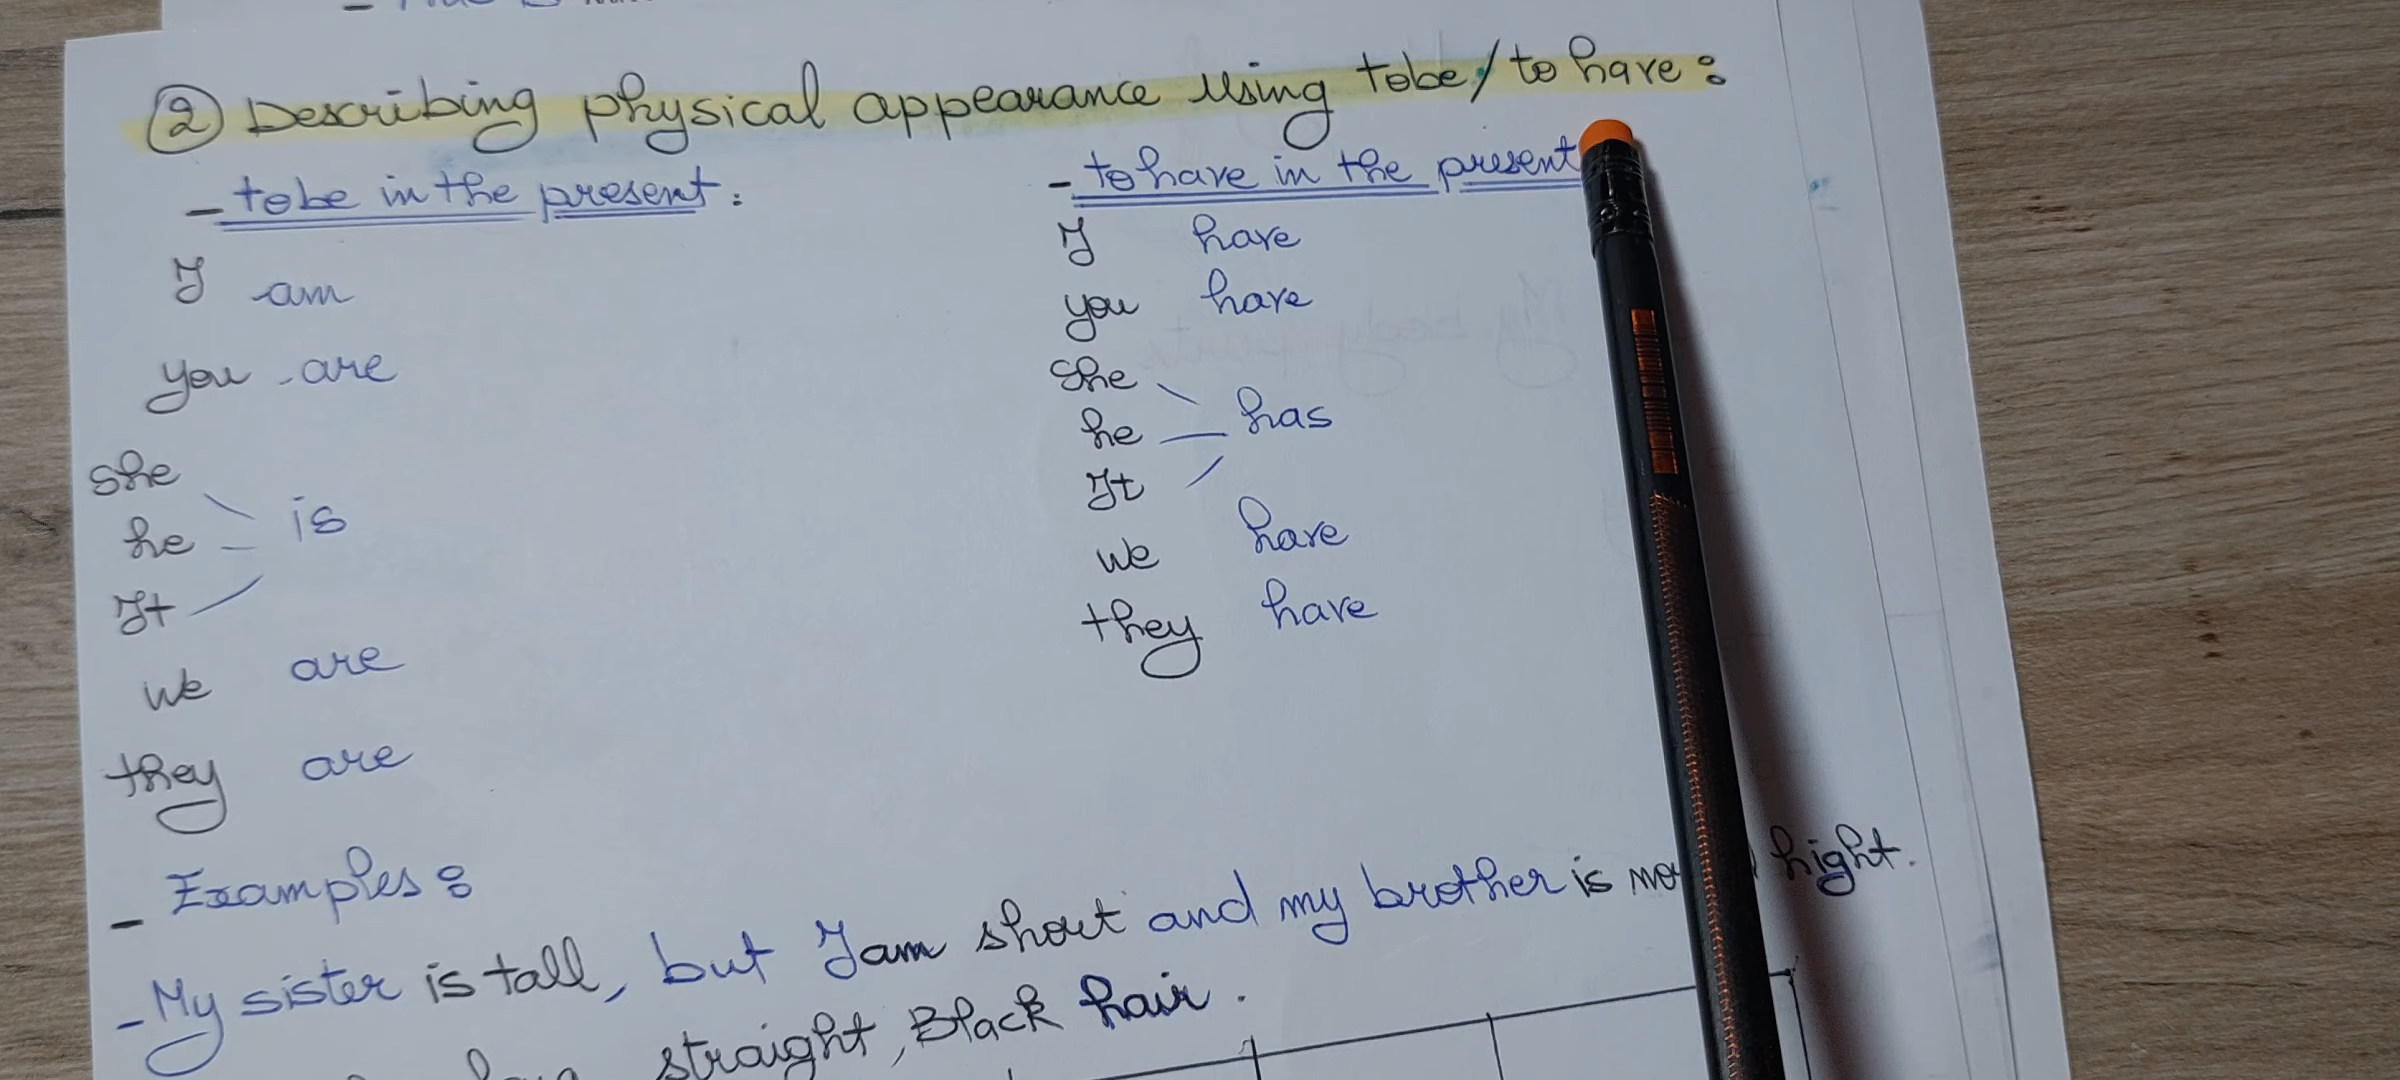 ② Describing physical appearance using tobe / to have :
- tobe in the present :
I am
you are
she
he is
It
we are
they are
- to have in the present
I have
you have
she
he has
It
we have
they have
- Examples :
- My sister is tall, but I am short and my brother is hight.
straight, Black hair.